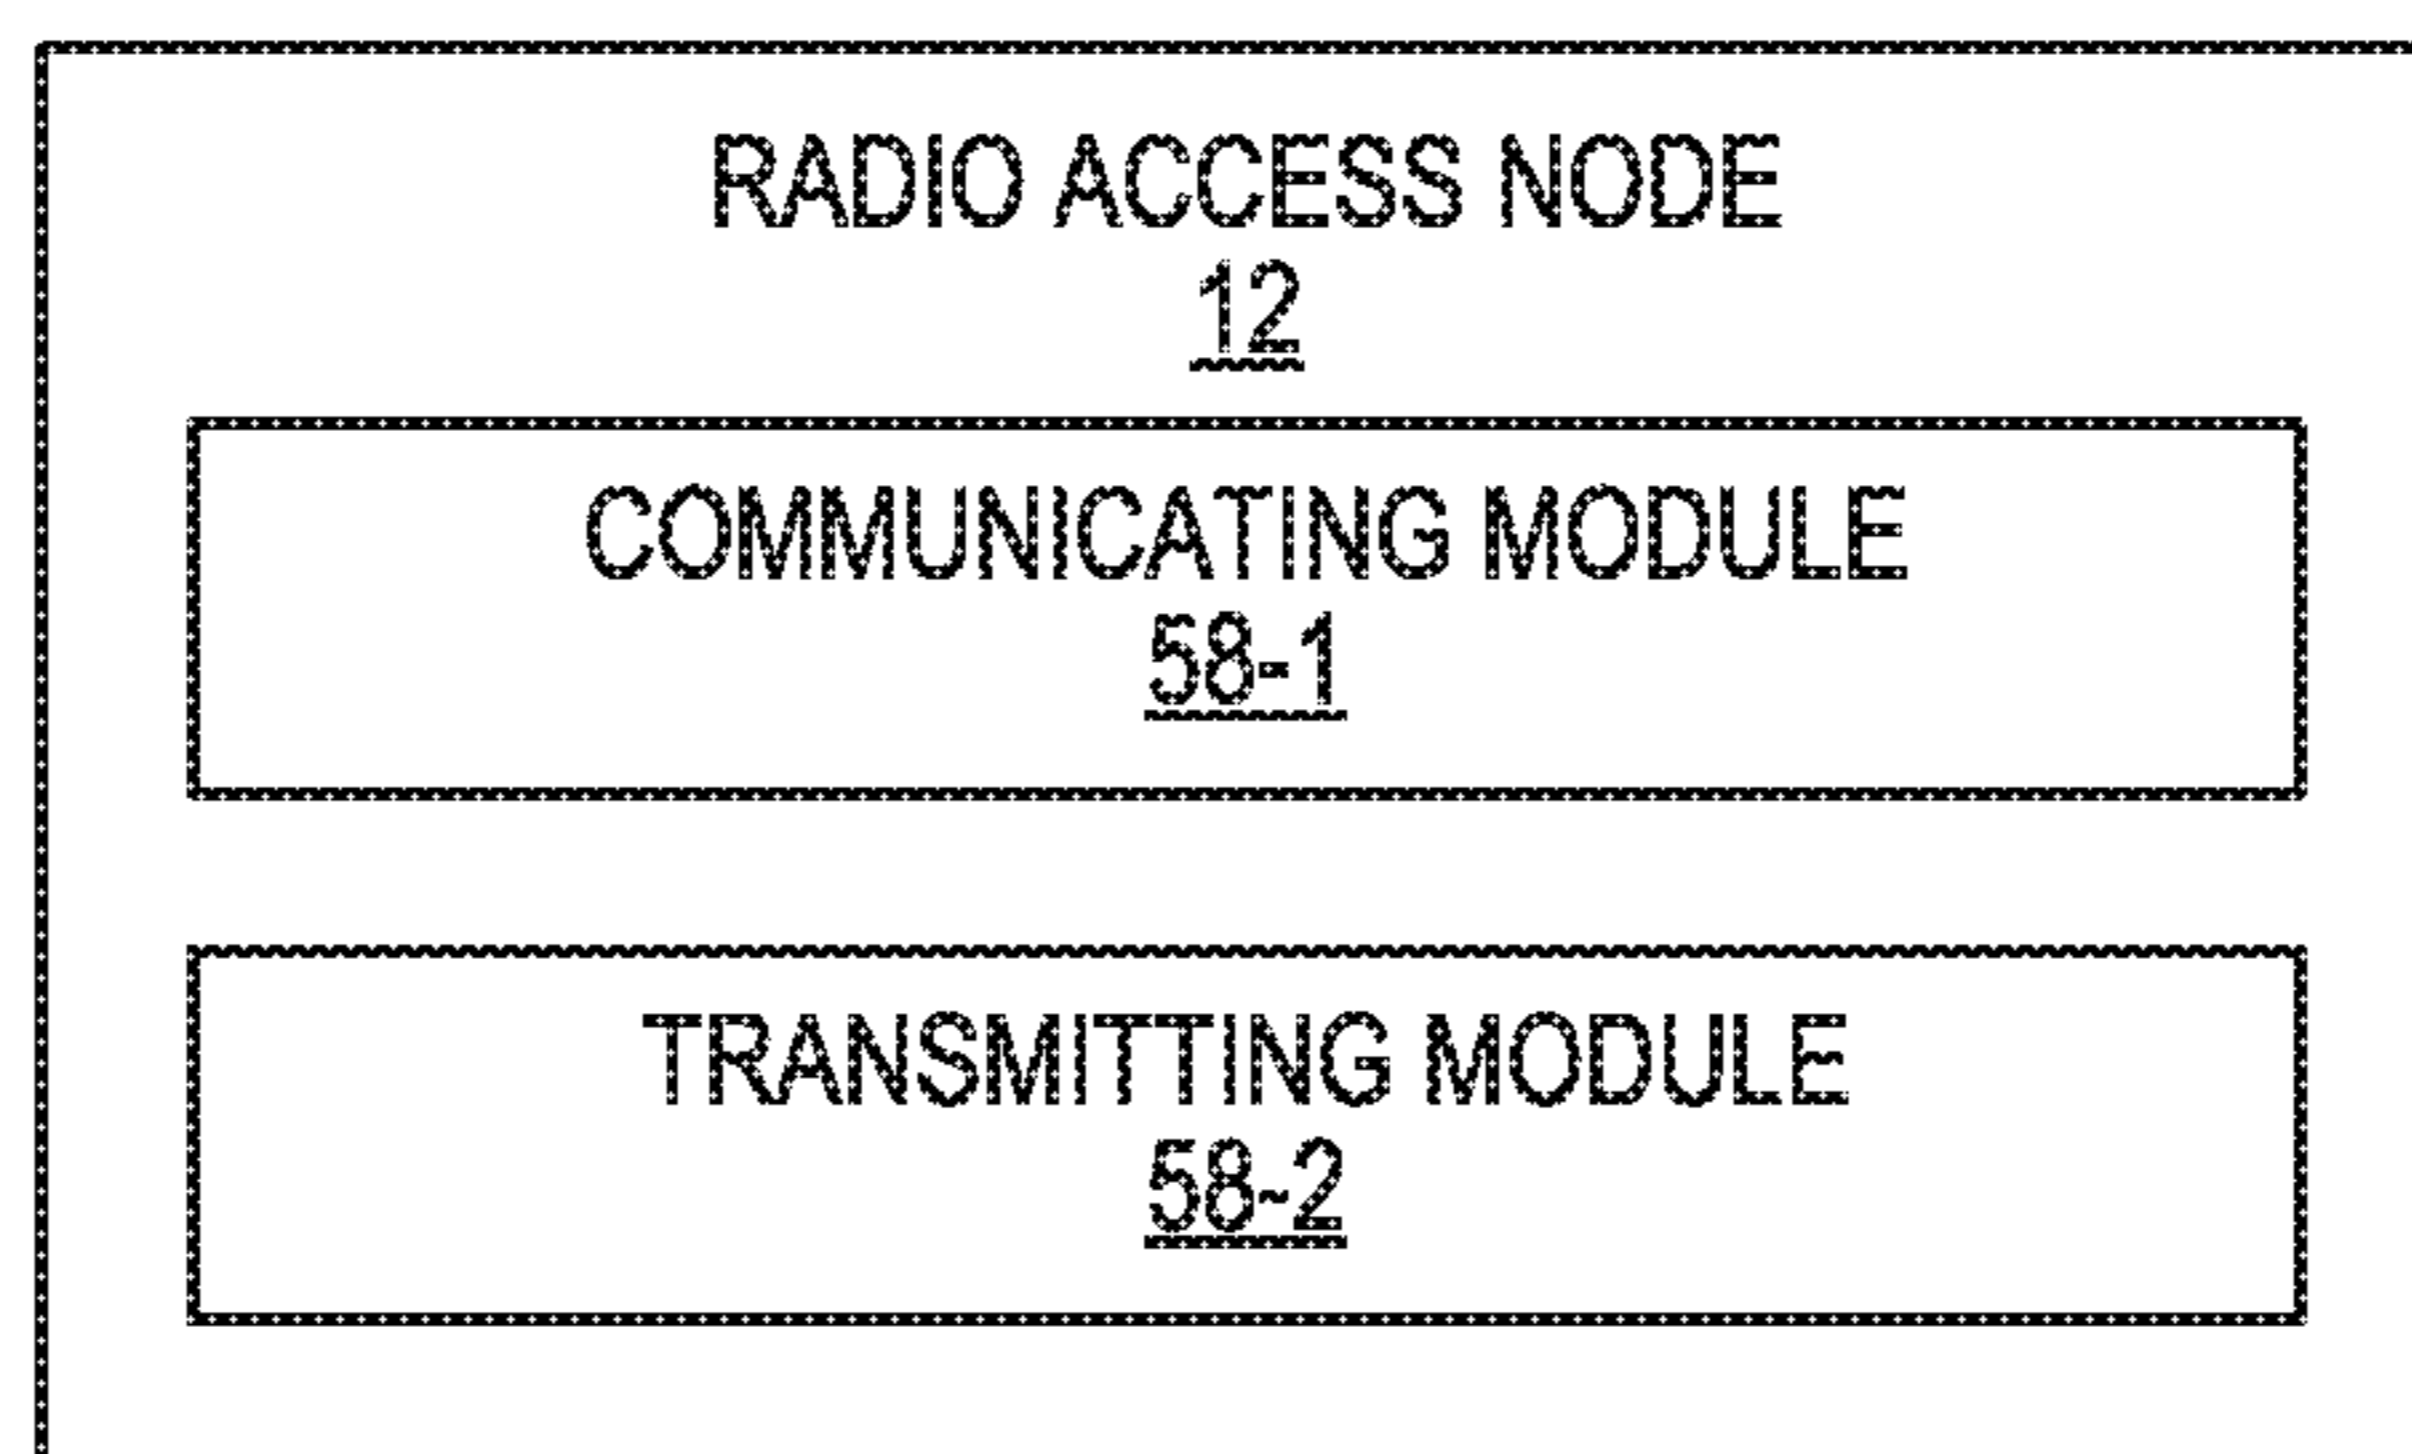 RADIO ACCESS NODE
12
COMMUNICATING MODULE
58-1
TRANSMITTING MODULE
58-2